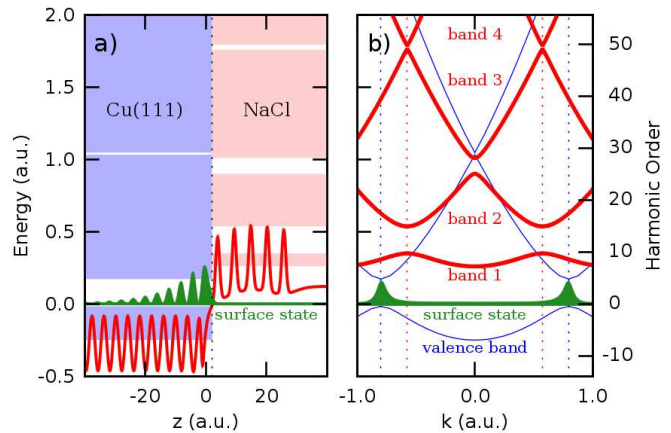 a)
Cu(111)
NaCl
surface state
2.0
1.5
1.0
0.5
0.0
-0.5
Energy (a.u.)
-40
-20
0
20
z (a.u.)
b)
band 4
band 3
band 2
band 1
surface state
valence band
50
40
30
20
10
0
-10
Harmonic Order
-1.0
-0.5
0.0
0.5
1.0
k (a.u.)